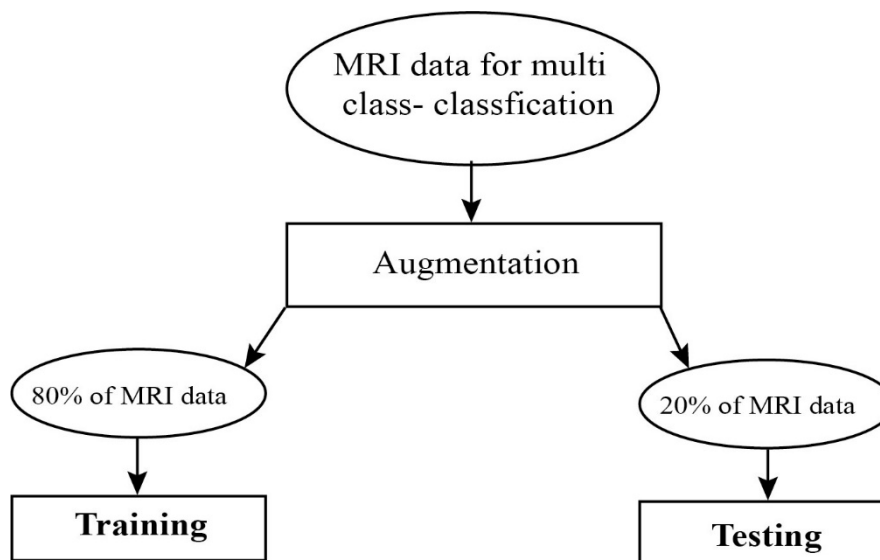 MRI data for multi
class- classfication
Augmentation
80% of MRI data
20% of MRI data
Training
Testing